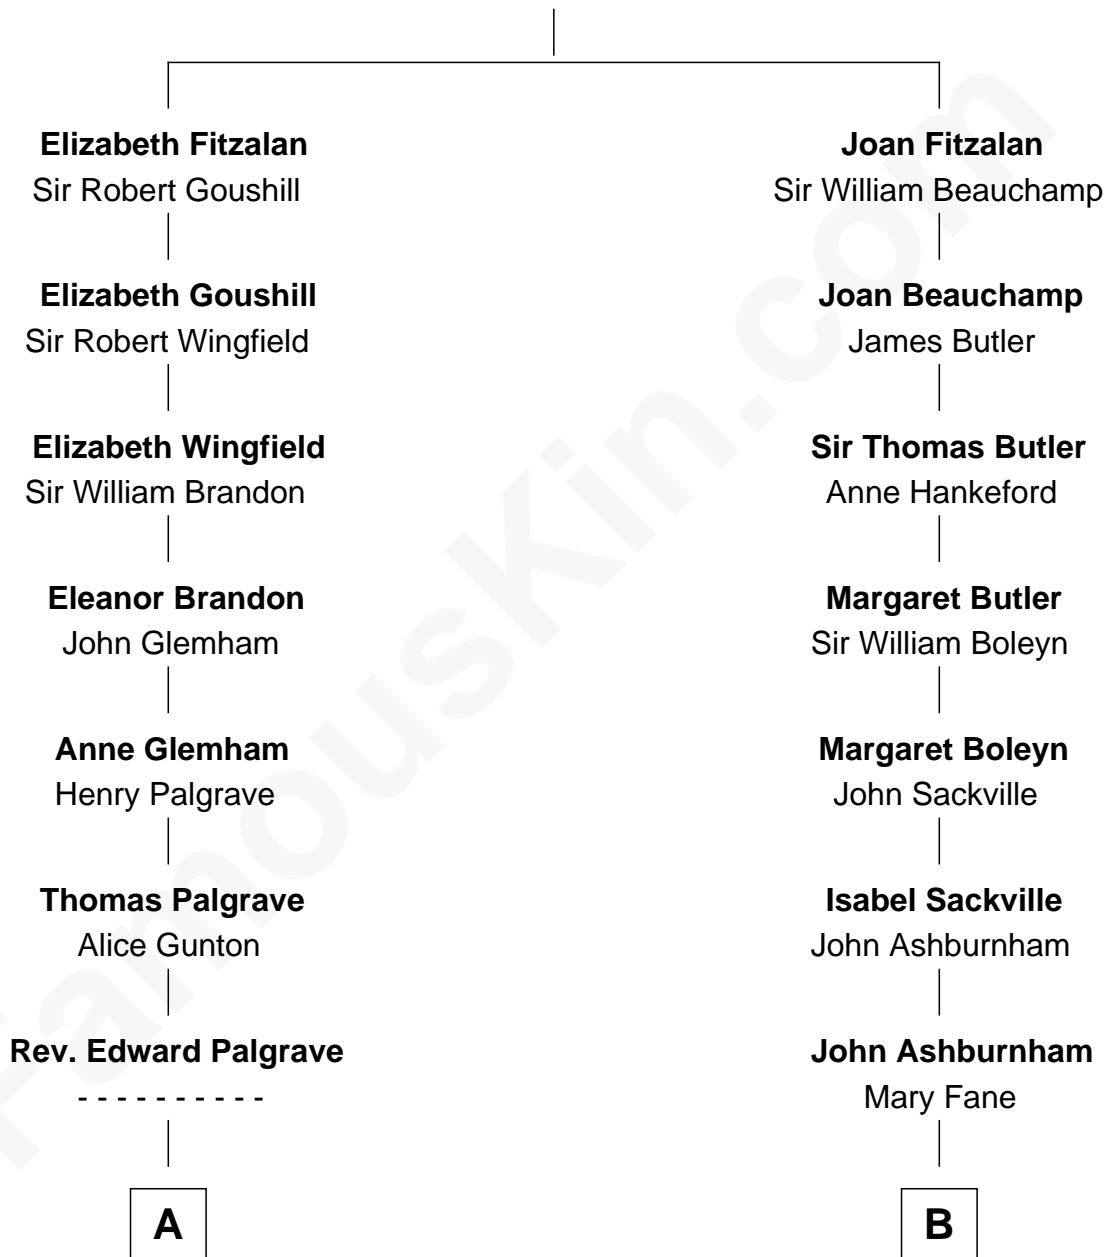 Elizabeth Fitzalan
Sir Robert Goushill
Elizabeth Goushill
Sir Robert Wingfield
Elizabeth Wingfield
Sir William Brandon
Eleanor Brandon
John Glemham
Anne Glemham
Henry Palgrave
Thomas Palgrave
Alice Gunton
Rev. Edward Palgrave
- - - - - - - - - -
A
Joan Fitzalan
Sir William Beauchamp
Joan Beauchamp
James Butler
Sir Thomas Butler
Anne Hankeford
Margaret Butler
Sir William Boleyn
Margaret Boleyn
John Sackville
Isabel Sackville
John Ashburnham
John Ashburnham
Mary Fane
B
FamousKin.com